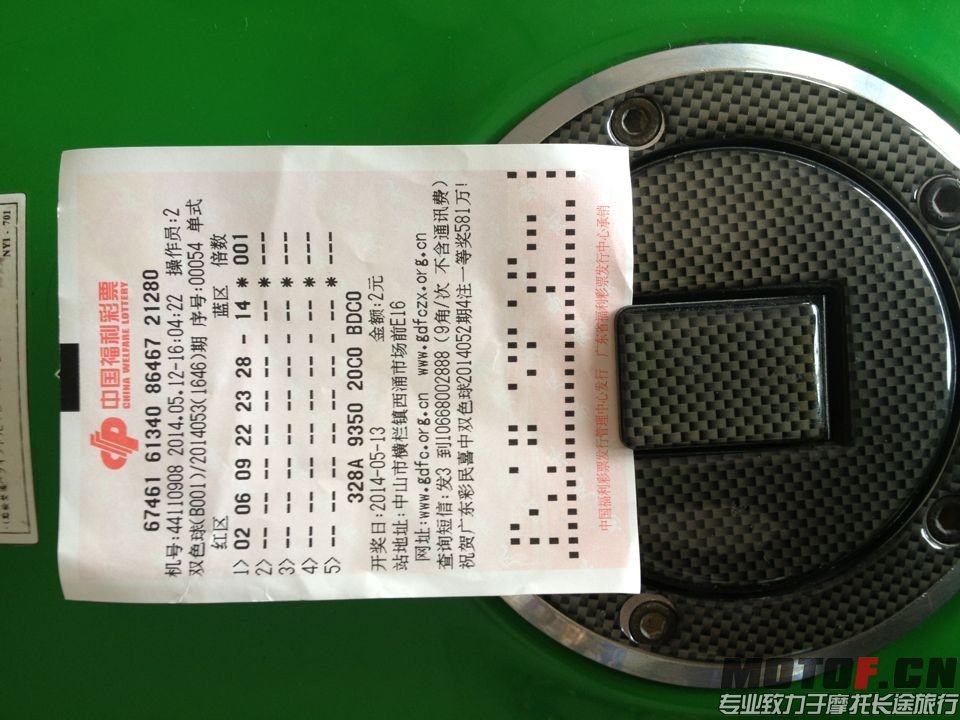 中国福利彩票
CHINA WELFARE LOTTERY
67461 61340 86467 21280
机号:44110908 2014.05.12-16:04:22 操作员:2
双色球(B001)/2014053(1646)期 序号:00054 单式
红区 蓝区 倍数
1> 02 06 09 22 23 28 - 14 * 001
2> -- -- -- -- -- -- - -- * ---
3> -- -- -- -- -- -- - -- * ---
4> -- -- -- -- -- -- - -- * ---
5> -- -- -- -- -- -- - -- * ---
328A 9350 20C0 BDC0
开奖日:2014-05-13 金额:2元
站地址:中山市横栏镇西涌市场前E16
网址:www.gdfc.org.cn www.gdfczx.org.cn
查询短信:发3 到10668002888 (9角/次 不含通讯费)
祝贺广东彩民喜中双色球2014052期4注一等奖581万!
中国福利彩票发行管理中心发行 广东省福利彩票发行中心承销
NY1-701
MOTOF.CN
专业致力于摩托长途旅行